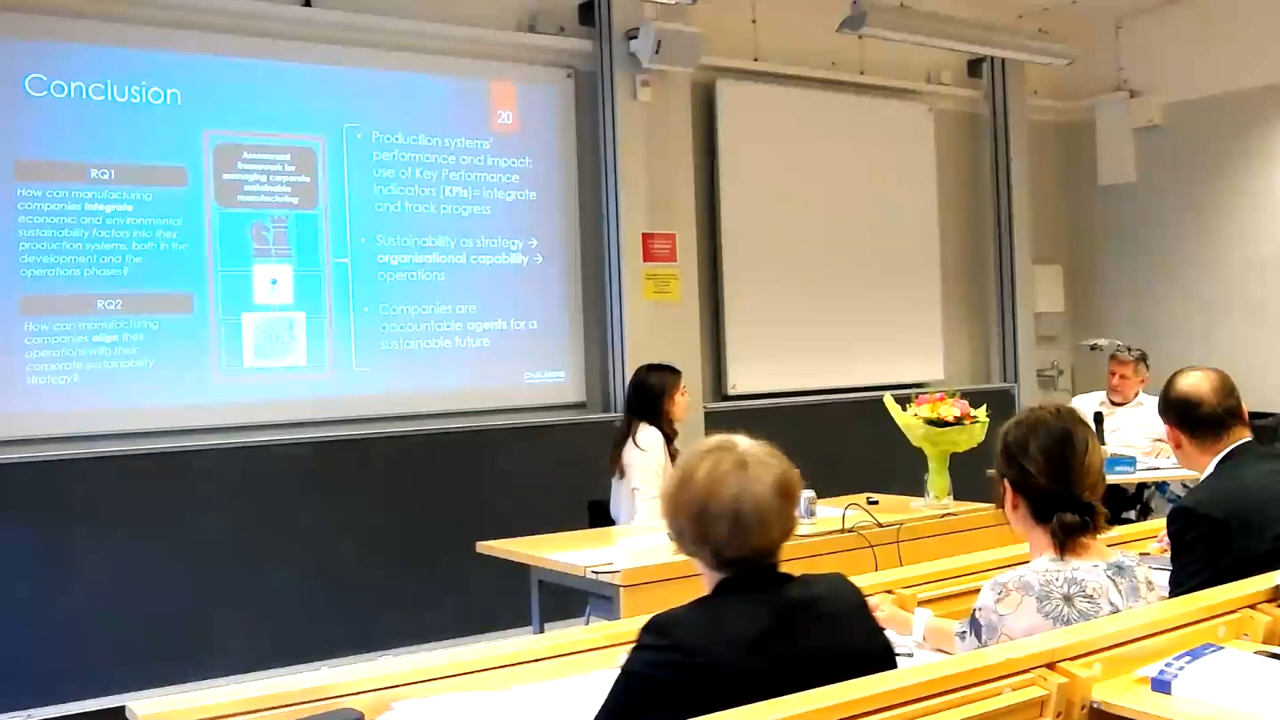 Conclusion
20
RQ1
How can manufacturing
companies integrate
economic and environmental
sustainability factors into their
production systems, both in the
development and the
operations phases?
RQ2
How can manufacturing
companies align their
operations with their
corporate sustainability
strategy?
Assessment
framework for
managing corporate
sustainable
manufacturing
• Production systems'
performance and impact:
use of Key Performance
Indicators (KPIs)= integrate
and track progress
• Sustainability as strategy →
organisational capability →
operations
• Companies are
accountable agents for a
sustainable future
CHALMERS